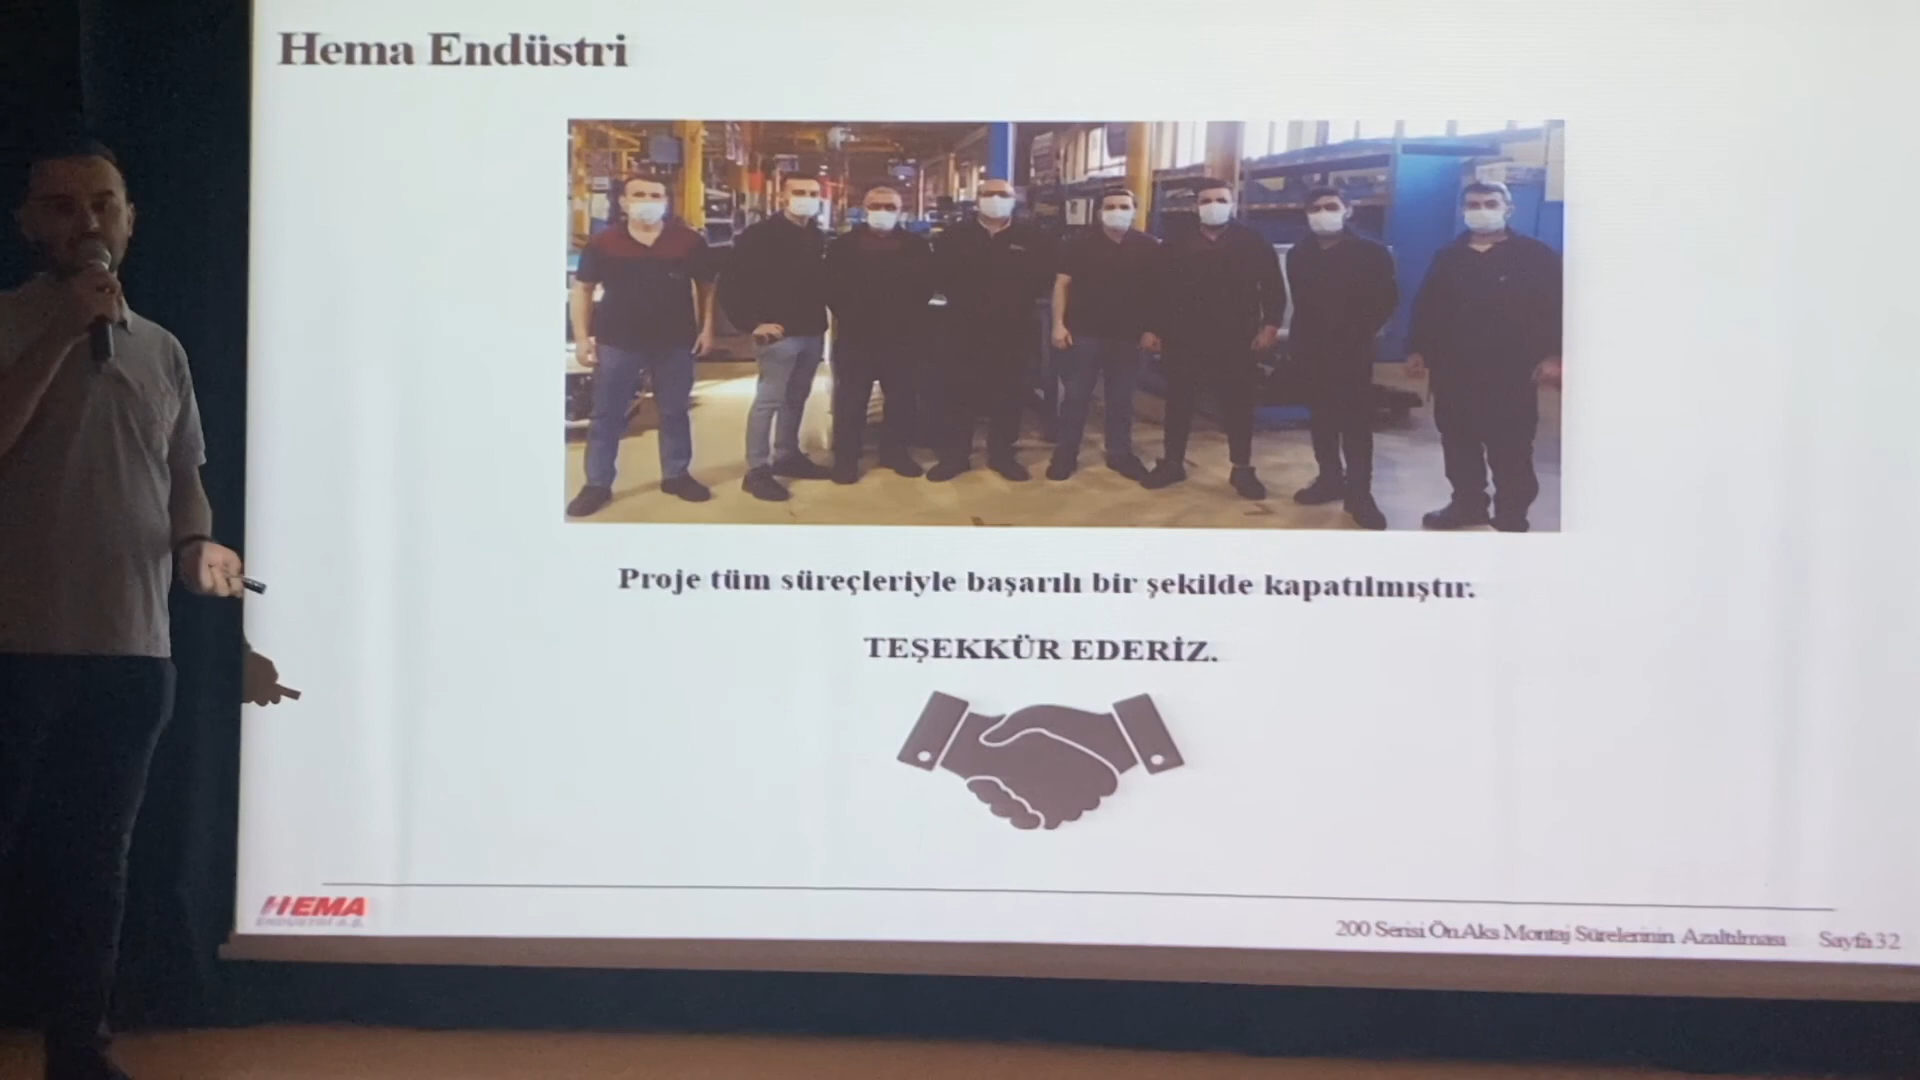 Hema Endüstri
Proje tüm süreçleriyle başarılı bir şekilde kapatılmıştır.
TEŞEKKÜR EDERİZ.
HEMA
ENDÜSTRİ A.Ş.
200 Serisi Ön Aks Montaj Sürelerinin Azaltılması Sayfa 32